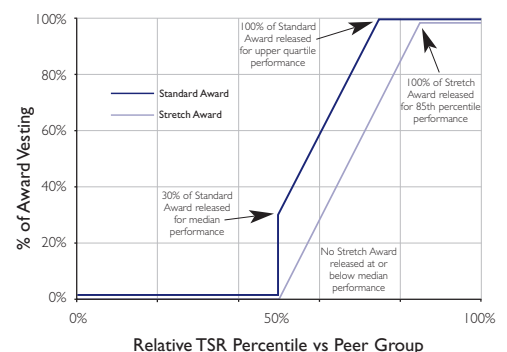 100%
80%
60%
40%
20%
0%
% of Award Vesting
100% of Standard
Award released
for upper quartile
performance
100% of Stretch
Award released
for 85th percentile
performance
Standard Award
Stretch Award
30% of Standard
Award released
for median
performance
No Stretch Award
released at or
below median
performance
0%
50%
100%
Relative TSR Percentile vs Peer Group